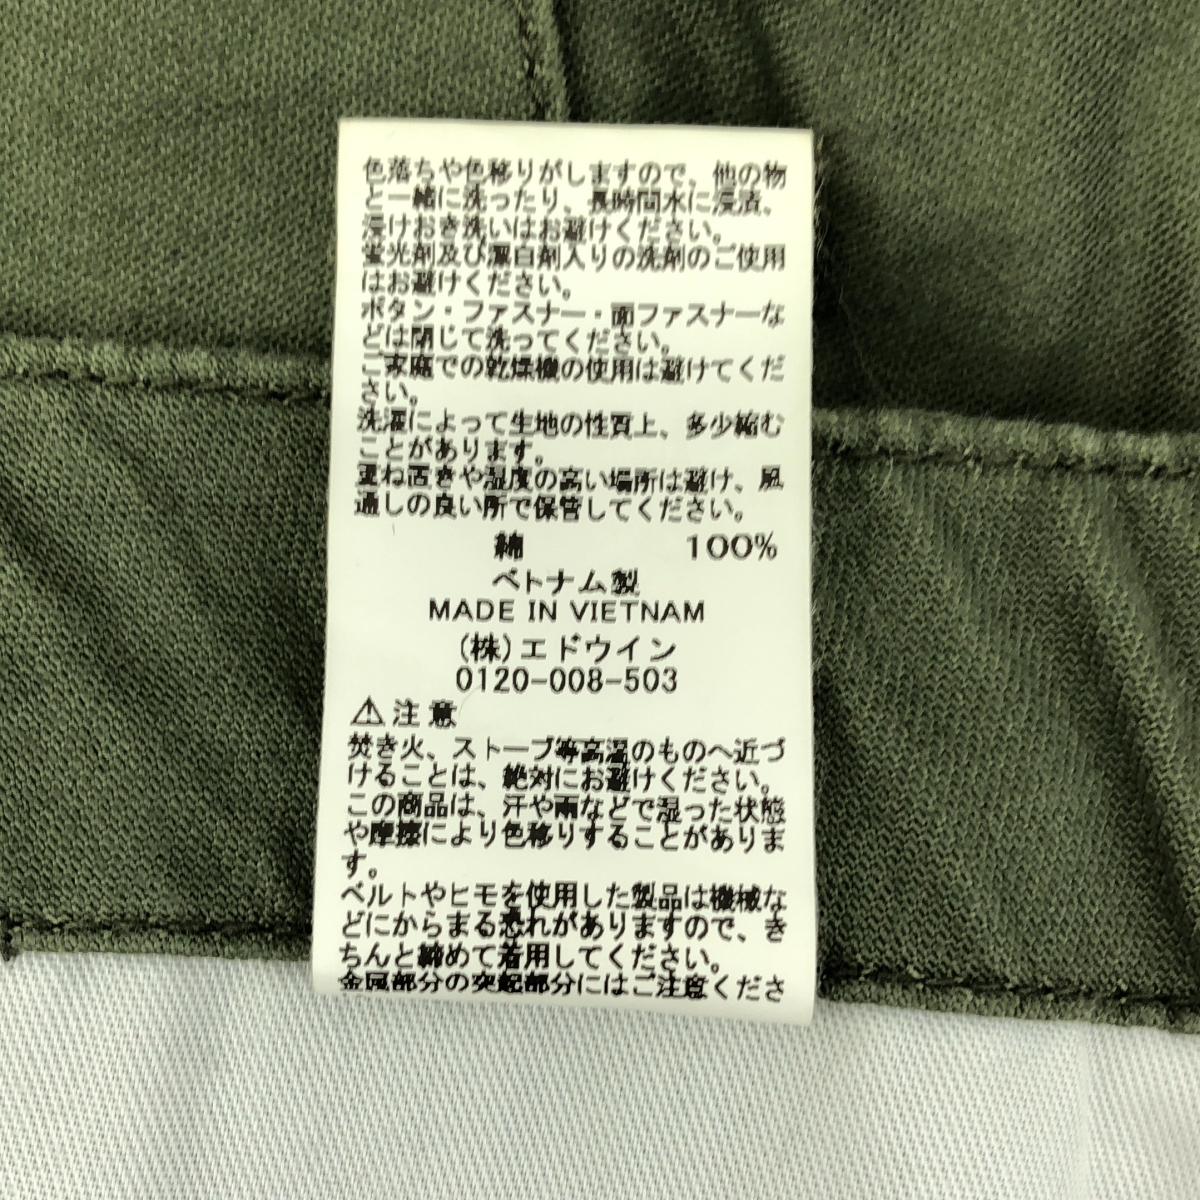 色落ちや色移りがしますので、他の物
と一緒に洗ったり、長時間水に浸漬、
浸けおき洗いはお避けください。
蛍光剤及び漂白剤入りの洗剤のご使用
はお避けください。
ボタン・ファスナー・面ファスナーな
どは閉じて洗ってください。
ご家庭での乾燥機の使用は避けてくだ
さい。
洗濯によって生地の性質上、多少縮む
ことがあります。
重ね置きや湿度の高い場所は避け、風
通しの良い所で保管してください。
綿 100%
ベトナム製
MADE IN VIETNAM
(株)エドウイン
0120-008-503
⚠注意
焚き火、ストーブ等高温のものへ近づ
けることは、絶対にお避けください。
この商品は、汗や雨などで湿った状態
や摩擦により色移りすることがありま
す。
ベルトやヒモを使用した製品は機械な
どにからまる恐れがありますので、き
ちんと締めて着用してください。
金属部分の突起部分にはご注意くださ